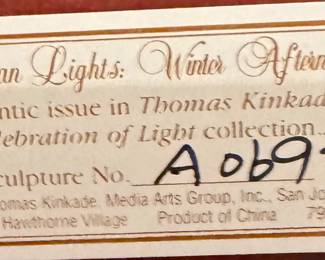 an Lights: Winter Aftern
ntic issue in Thomas Kinkad
lebration of Light collection.
culpture No. A069
omas Kinkade, Media Arts Group, Inc., San Jo
Hawthorne Village Product of China 79